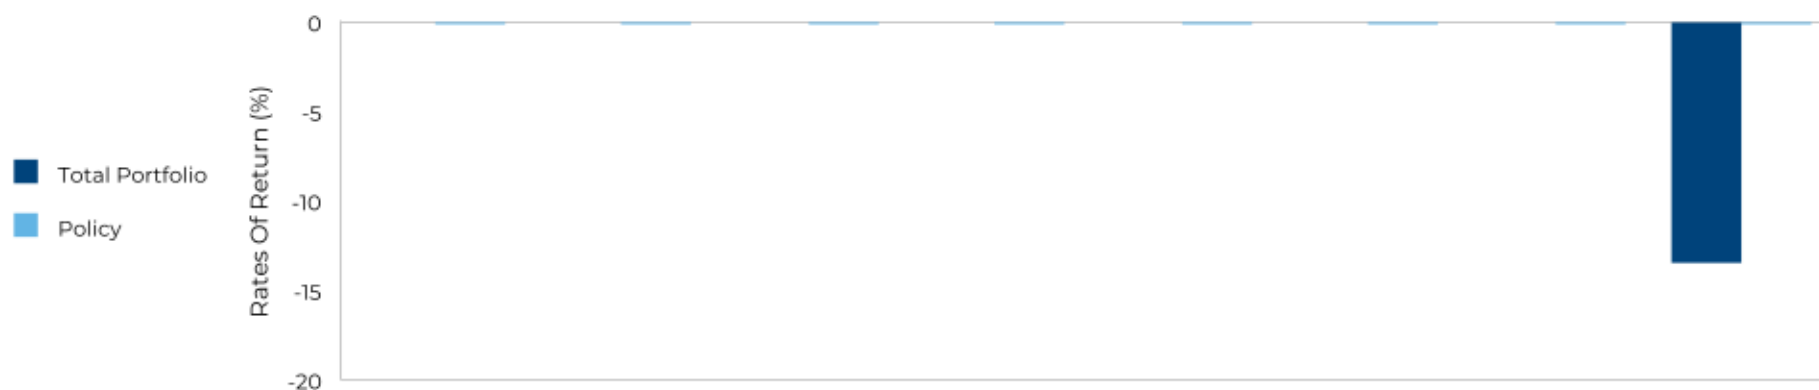 Total Portfolio
Policy
Rates Of Return (%)
0
-5
-10
-15
-20